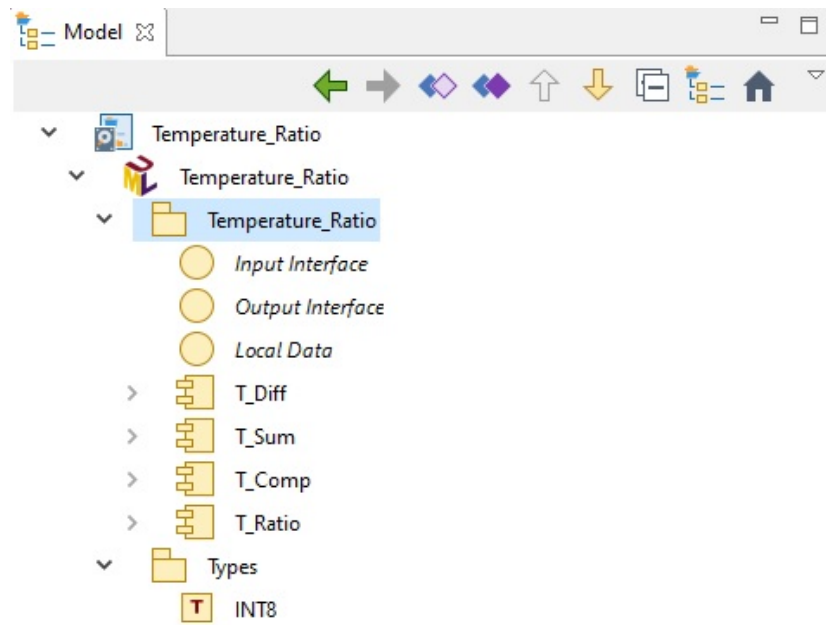 Model
Temperature_Ratio
Temperature_Ratio
Temperature_Ratio
Input Interface
Output Interface
Local Data
T_Diff
T_Sum
T_Comp
T_Ratio
Types
T INT8